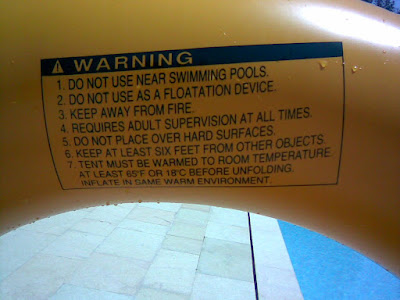 ⚠ WARNING
1. DO NOT USE NEAR SWIMMING POOLS.
2. DO NOT USE AS A FLOATATION DEVICE.
3. KEEP AWAY FROM FIRE.
4. REQUIRES ADULT SUPERVISION AT ALL TIMES.
5. DO NOT PLACE OVER HARD SURFACES.
6. KEEP AT LEAST SIX FEET FROM OTHER OBJECTS.
7. TENT MUST BE WARMED TO ROOM TEMPERATURE
AT LEAST 65°F OR 18°C BEFORE UNFOLDING.
INFLATE IN SAME WARM ENVIRONMENT.